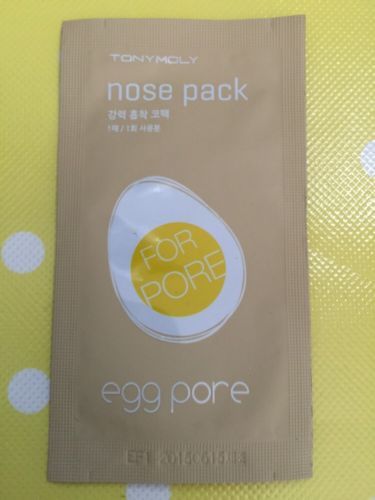 TONYMOLY
nose pack
강력 흡착 코팩
1매 / 1회 사용분
FOR
PORE
egg pore